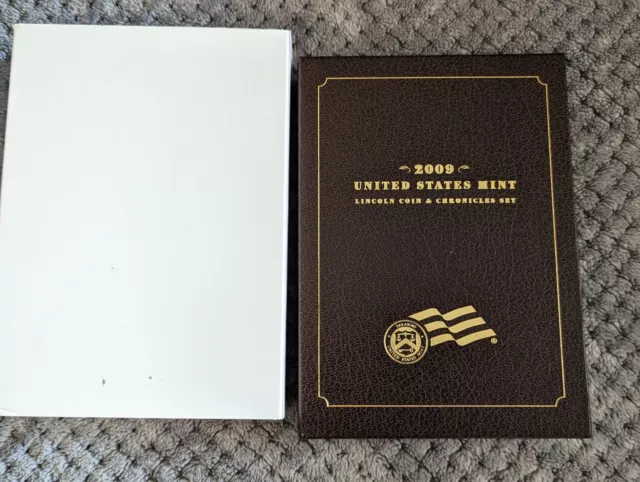 2009
UNITED STATES MINT
LINCOLN COIN & CHRONICLES SET
®